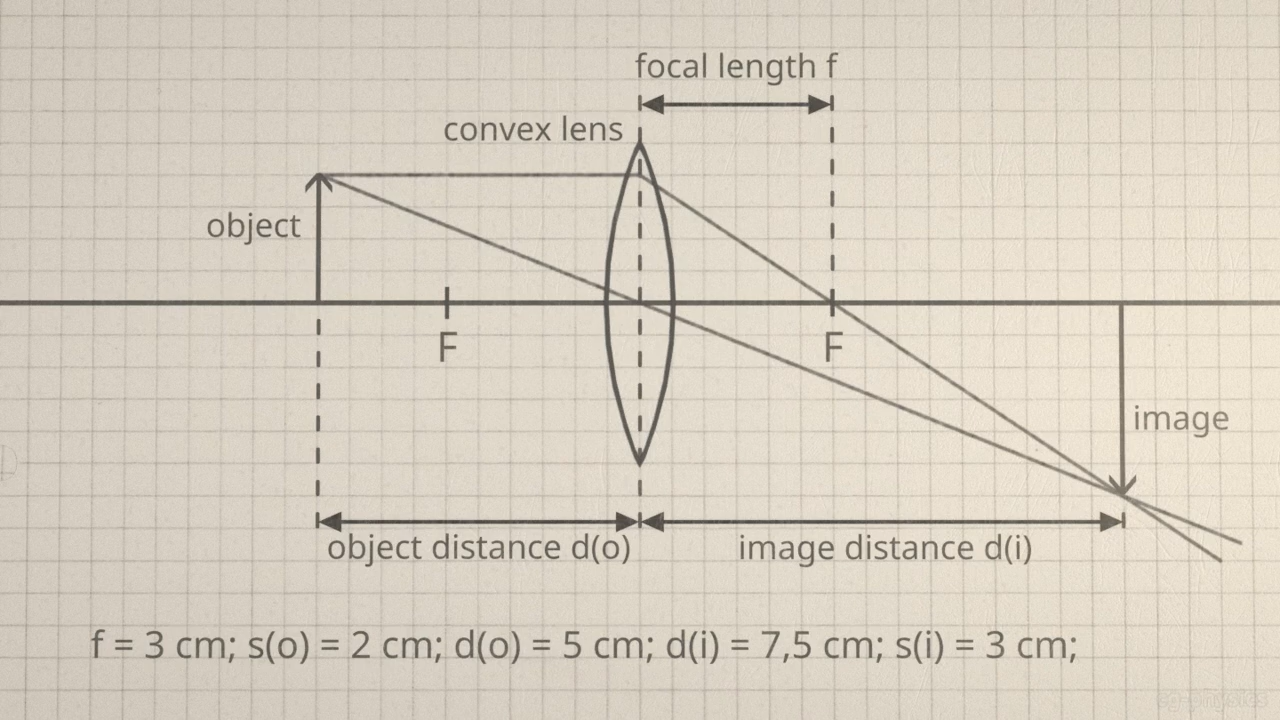 focal length f
convex lens
object
F
F
image
object distance d(o)
image distance d(i)
f = 3 cm; s(o) = 2 cm; d(o) = 5 cm; d(i) = 7,5 cm; s(i) = 3 cm;